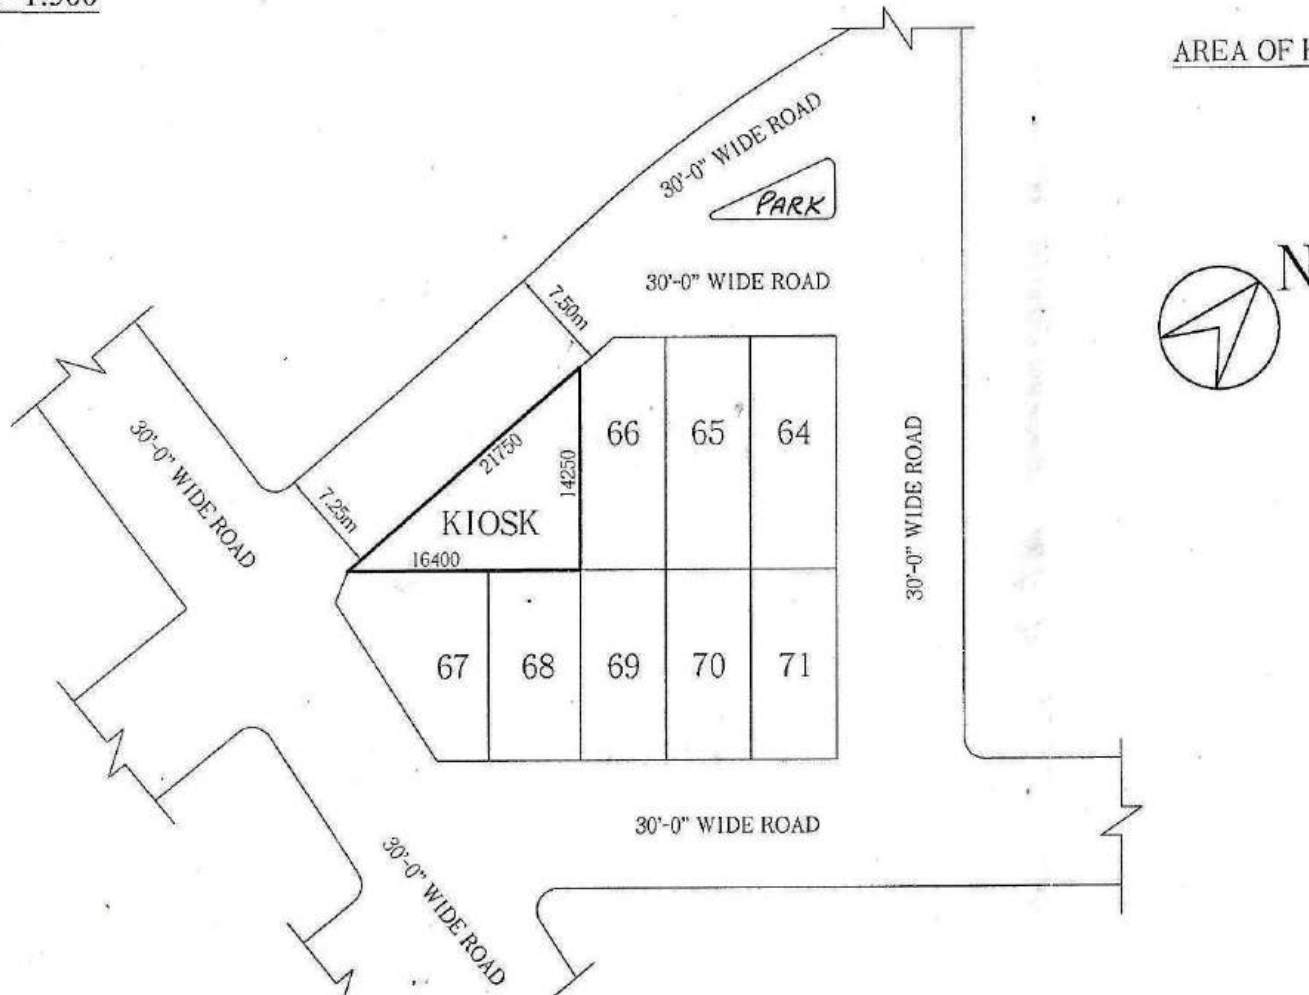 1:500
AREA OF
30'-0" WIDE ROAD
PARK
N
30'-0" WIDE ROAD
7.50m
30'-0" WIDE ROAD
66
65
64
21750
14250
30'-0" WIDE ROAD
7.25m
KIOSK
16400
67
68
69
70
71
30'-0" WIDE ROAD
30'-0" WIDE ROAD